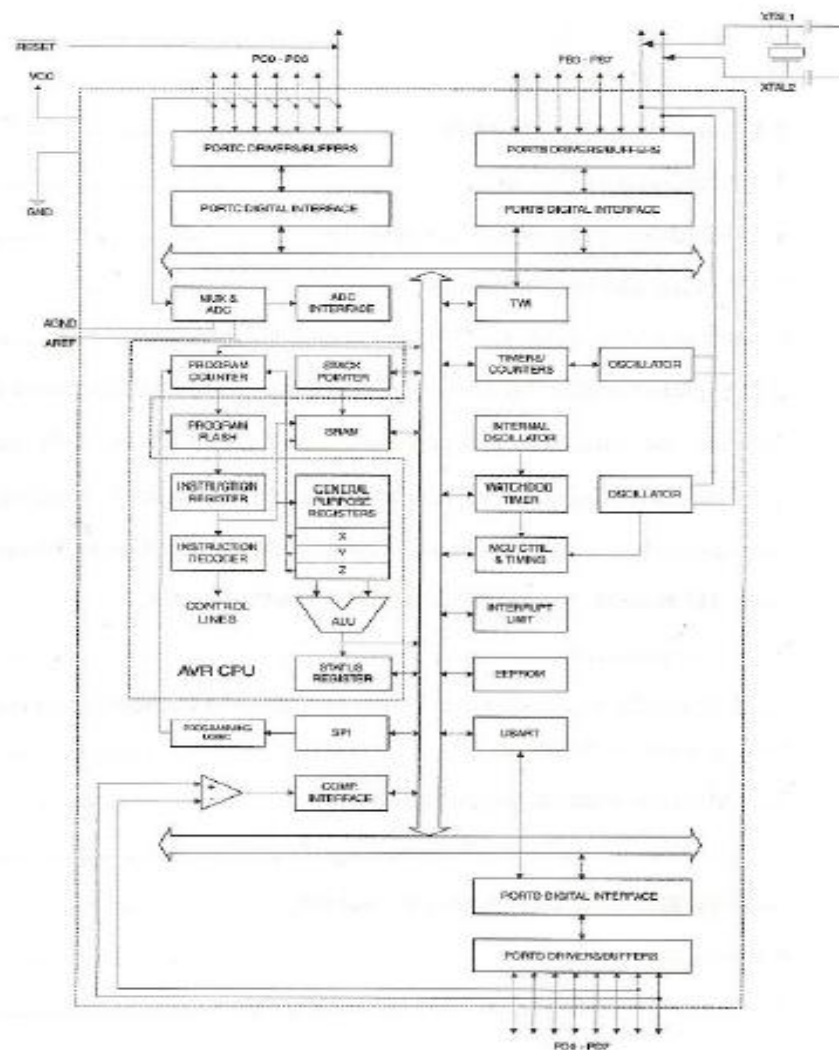 XTAL1
RESET
PC0 - PC6
PB0 - PB7
VCC
XTAL2
PORTC DRIVERS/BUFFERS
PORTB DRIVERS/BUFFERS
PORTC DIGITAL INTERFACE
PORTB DIGITAL INTERFACE
GND
MUX &
ADC
ADC
INTERFACE
TWI
AGND
AREF
PROGRAM
COUNTER
STACK
POINTER
TIMERS/
COUNTERS
OSCILLATOR
PROGRAM
FLASH
SRAM
INTERNAL
OSCILLATOR
INSTRUCTION
REGISTER
GENERAL
PURPOSE
REGISTERS
WATCHDOG
TIMER
OSCILLATOR
X
Y
Z
INSTRUCTION
DECODER
MCU CTRL.
& TIMING
CONTROL
LINES
ALU
INTERRUPT
AVR CPU
STATUS
REGISTER
EEPROM
PROGRAMMING
LOGIC
SPI
USART
+
-
COMP.
INTERFACE
PORTD DIGITAL INTERFACE
PORTD DRIVERS/BUFFERS
PD0 - PD7